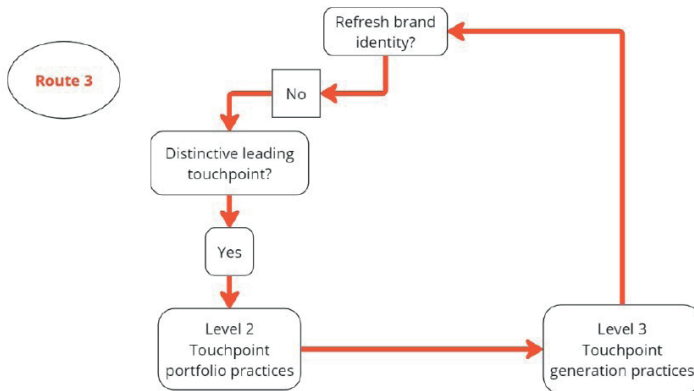 Refresh brand
identity?
Route 3
No
Distinctive leading
touchpoint?
Yes
Level 2
Touchpoint
portfolio practices
Level 3
Touchpoint
generation practices